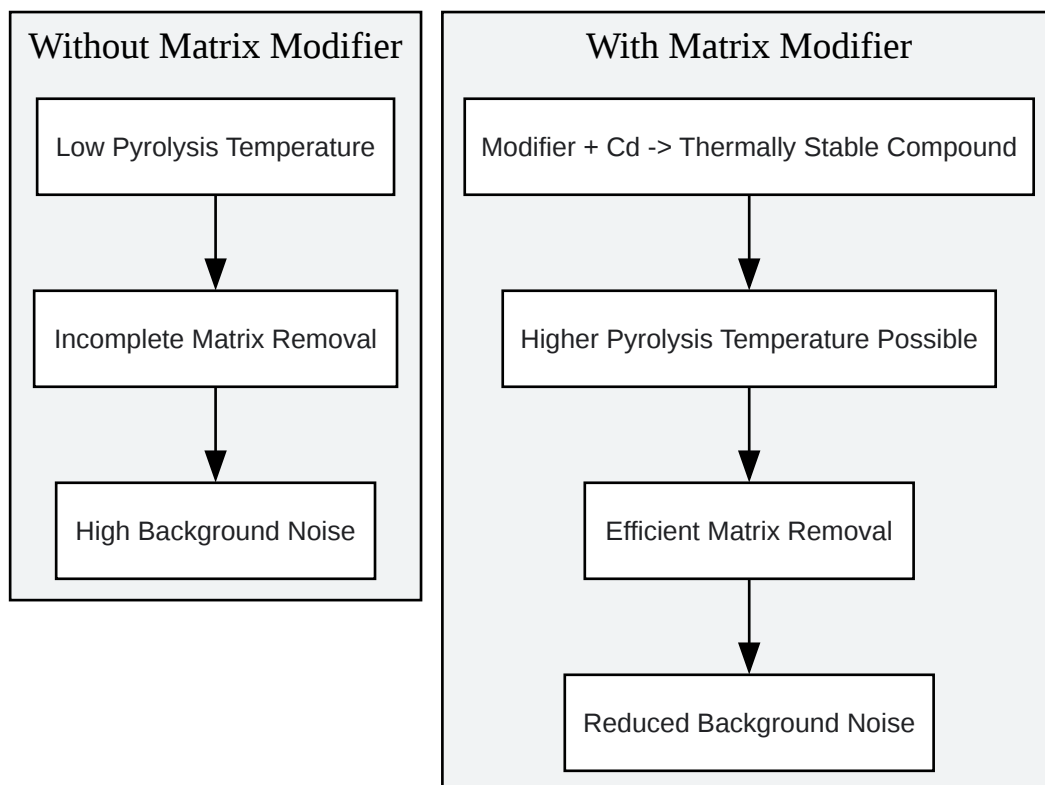 Without Matrix Modifier
Low Pyrolysis Temperature
Incomplete Matrix Removal
High Background Noise
With Matrix Modifier
Modifier + Cd -> Thermally Stable Compound
Higher Pyrolysis Temperature Possible
Efficient Matrix Removal
Reduced Background Noise